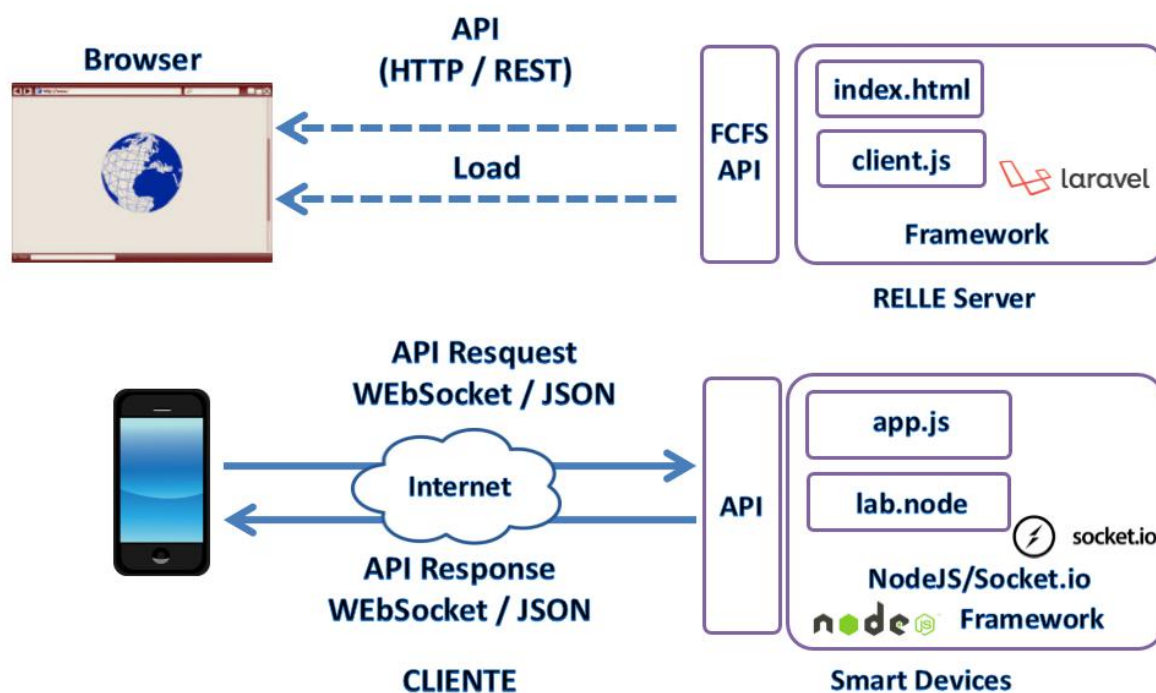 API
(HTTP / REST)
Browser
Load
FCFS
API
index.html
client.js
laravel
Framework
RELLE Server
API Resquest
WEbSocket / JSON
Internet
API Response
WEbSocket / JSON
CLIENTE
API
app.js
lab.node
socket.io
NodeJS/Socket.io
node JS
Framework
Smart Devices